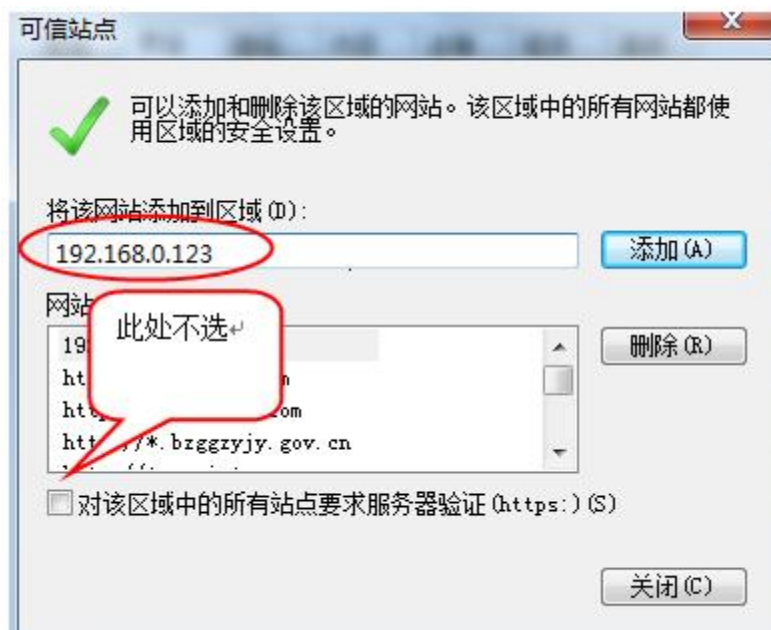 可信站点
可以添加和删除该区域的网站。该区域中的所有网站都使
用区域的安全设置。
将该网站添加到区域(D):
192.168.0.123
添加(A)
网站
此处不选
19
删除(R)
ht
htt om
htt //*.bzggzyjy.gov.cn
对该区域中的所有站点要求服务器验证(https:)(S)
关闭(C)